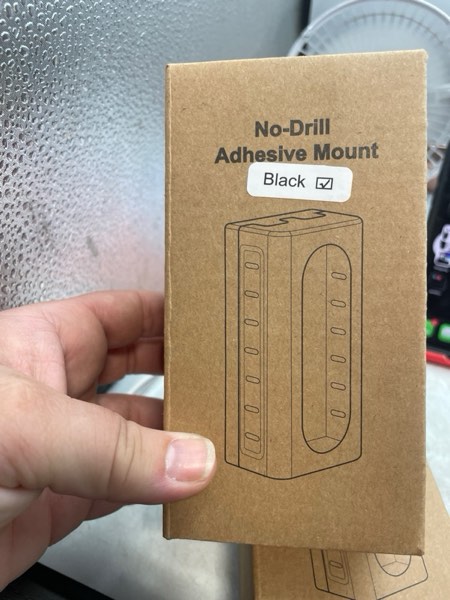 No-Drill
Adhesive Mount
Black ☑